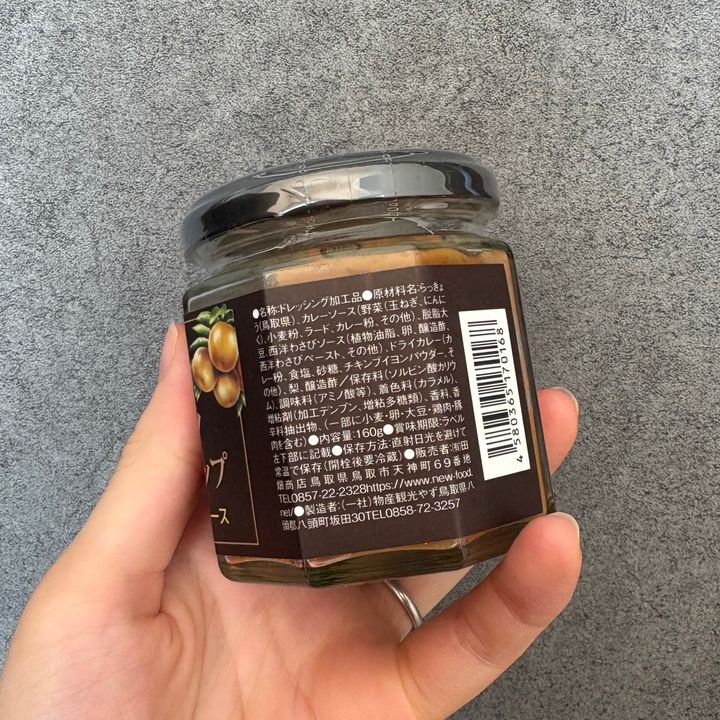 ●名称:ドレッシング加工品●原材料名:らっきょ
う(鳥取県)、カレーソース(野菜(玉ねぎ、にんに
く)、小麦粉、ラード、カレー粉、その他)、脱脂大
豆、西洋わさびソース(植物油脂、卵、醸造酢、
西洋わさびペースト、その他)、ドライカレー(カ
レー粉、食塩、砂糖、チキンブイヨンパウダー、そ
の他)、梨、醸造酢/保存料(ソルビン酸カリウ
ム)、調味料(アミノ酸等)、着色料(カラメル)、
増粘剤(加工デンプン、増粘多糖類)、香料、香
辛料抽出物、(一部に小麦・卵・大豆・鶏肉・豚
肉を含む)●内容量:160g●賞味期限:ラベル
左下部に記載●保存方法:直射日光を避けて
常温で保存(開栓後要冷蔵)●販売者:㈲田
畑商店鳥取県鳥取市天神町69番地
TEL0857-22-2328https://www.new-food.
net/●製造者:(一社)物産観光やず鳥取県八
頭郡八頭町坂田30TEL0858-72-3257
4580365170168
ップ
ース